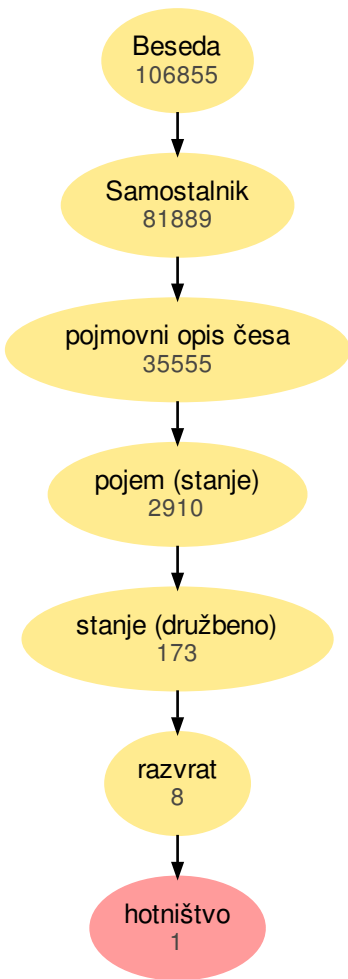 Beseda
106855
Samostalnik
81889
pojmovni opis česa
35555
pojem (stanje)
2910
stanje (družbeno)
173
razvrat
8
hotništvo
1